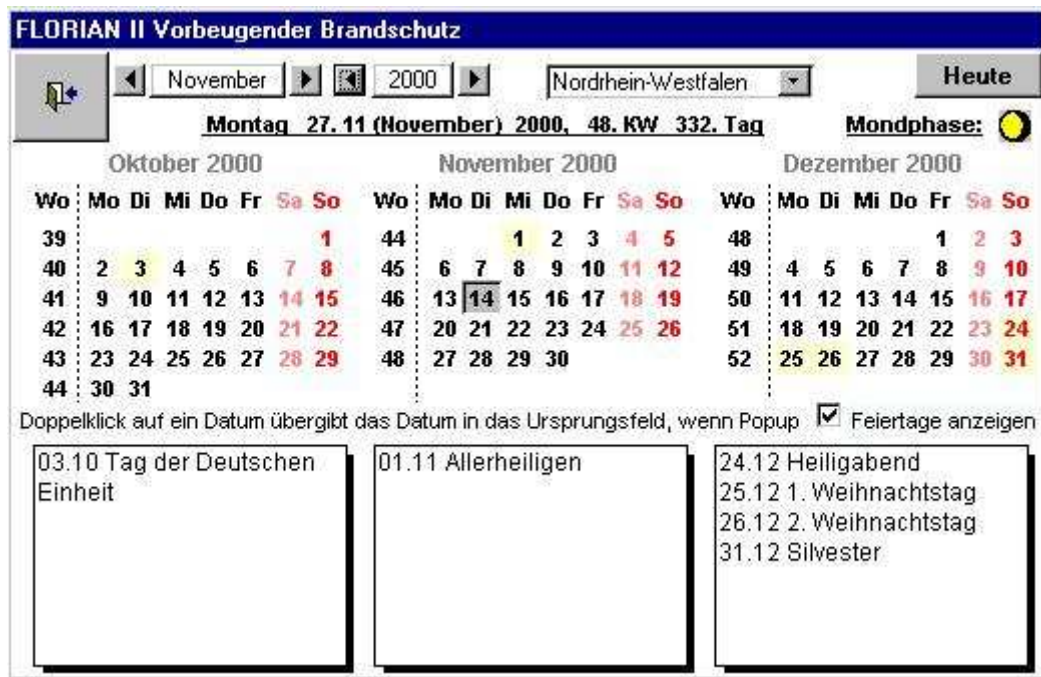 FLORIAN II Vorbeugender Brandschutz
November 2000 Nordrhein-Westfalen Heute
Montag 27. 11 (November) 2000, 48. KW 332. Tag Mondphase:
Oktober 2000 November 2000 Dezember 2000
Wo Mo Di Mi Do Fr Sa So Wo Mo Di Mi Do Fr Sa So Wo Mo Di Mi Do Fr Sa So
39 1 44 1 2 3 4 5 48 1 2 3
40 2 3 4 5 6 7 8 45 6 7 8 9 10 11 12 49 4 5 6 7 8 9 10
41 9 10 11 12 13 14 15 46 13 14 15 16 17 18 19 50 11 12 13 14 15 16 17
42 16 17 18 19 20 21 22 47 20 21 22 23 24 25 26 51 18 19 20 21 22 23 24
43 23 24 25 26 27 28 29 48 27 28 29 30 52 25 26 27 28 29 30 31
44 30 31
Doppelklick auf ein Datum übergibt das Datum in das Ursprungsfeld, wenn Popup Feiertage anzeigen
03.10 Tag der Deutschen
Einheit
01.11 Allerheiligen
24.12 Heiligabend
25.12 1. Weihnachtstag
26.12 2. Weihnachtstag
31.12 Silvester